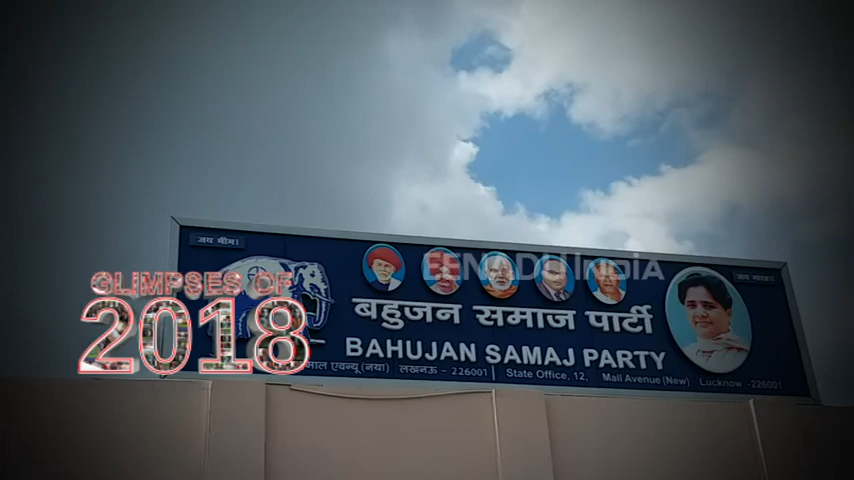 जय भीम।
जय भारत।
EENADU INDIA
GLIMPSES OF
2018
बहुजन समाज पार्टी
BAHUJAN SAMAJ PARTY
माल एवन्यू (नया) लखनऊ - 226001 State Office, 12, Mall Avenue (New) Lucknow -226001